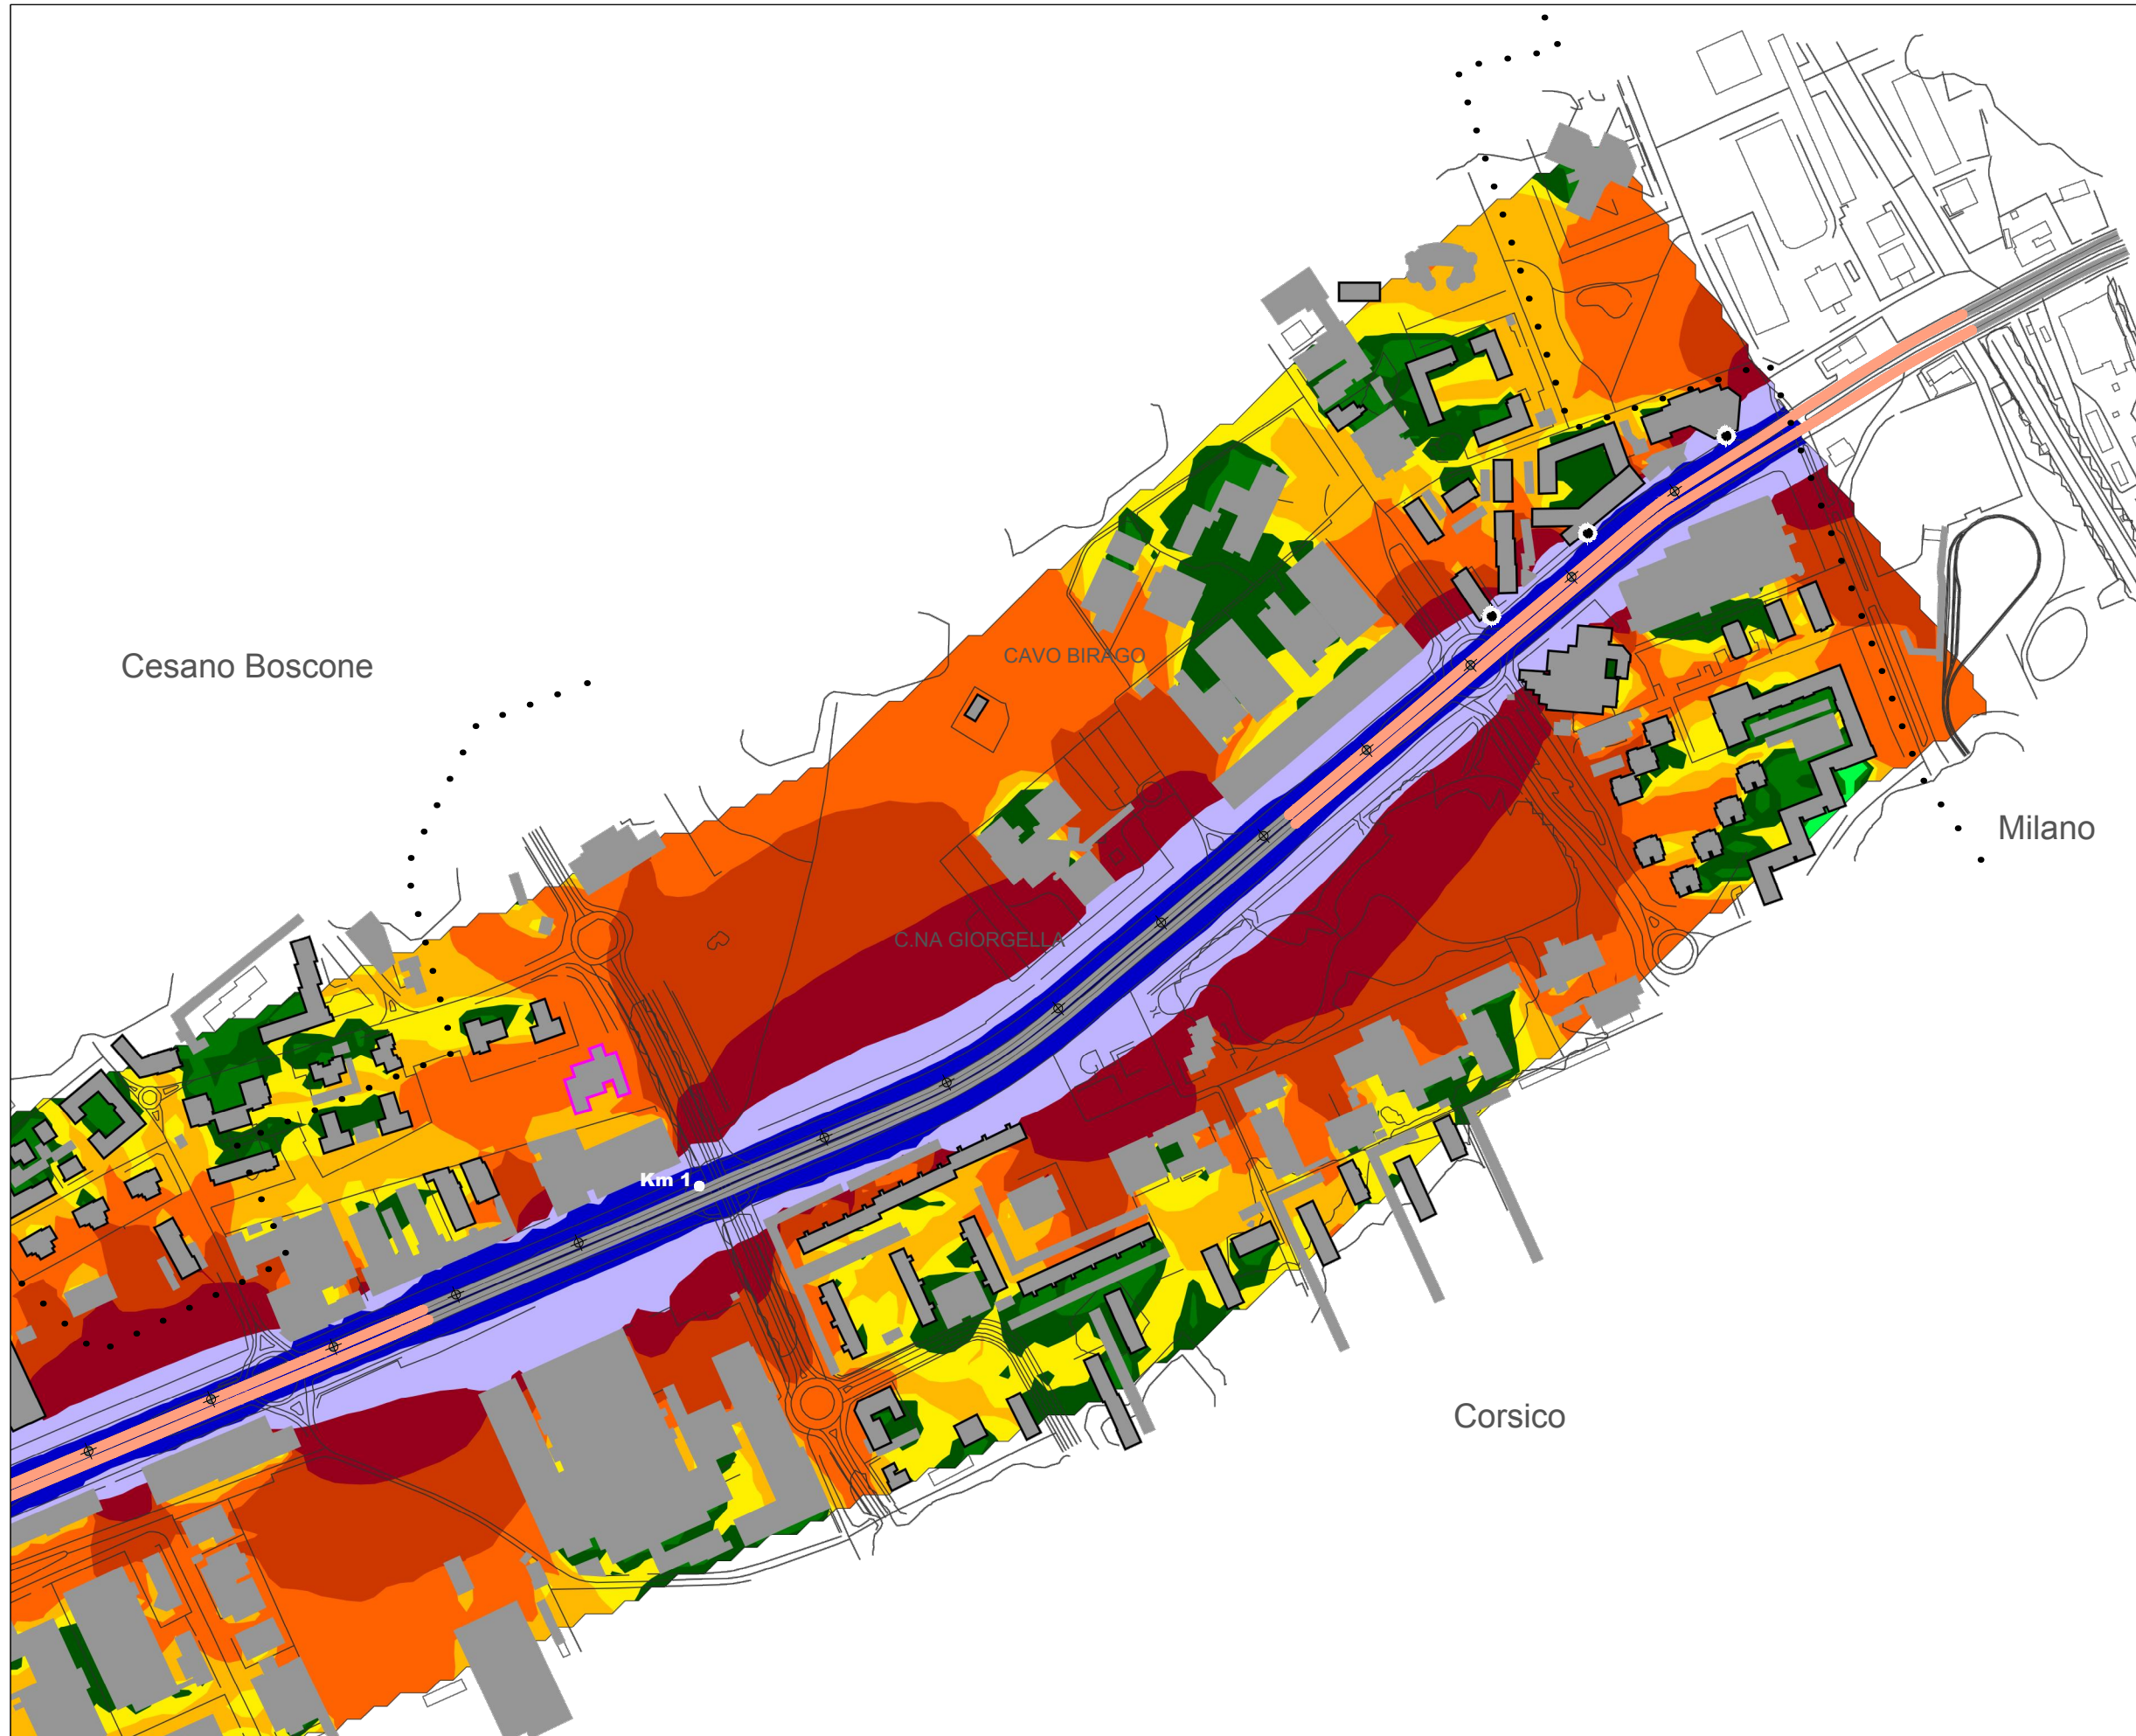 CAVO BIRAGO
Cesano Boscone
Milano
C.NA GIORGELLA
Km 1
Corsico